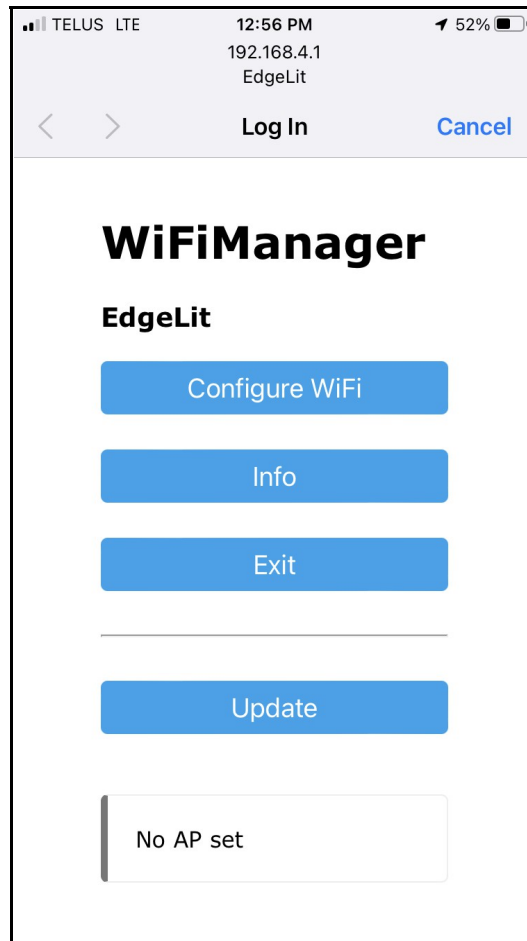 TELUS LTE 12:56 PM 52%
192.168.4.1
EdgeLit
Log In Cancel
WiFiManager
EdgeLit
Configure WiFi
Info
Exit
Update
No AP set